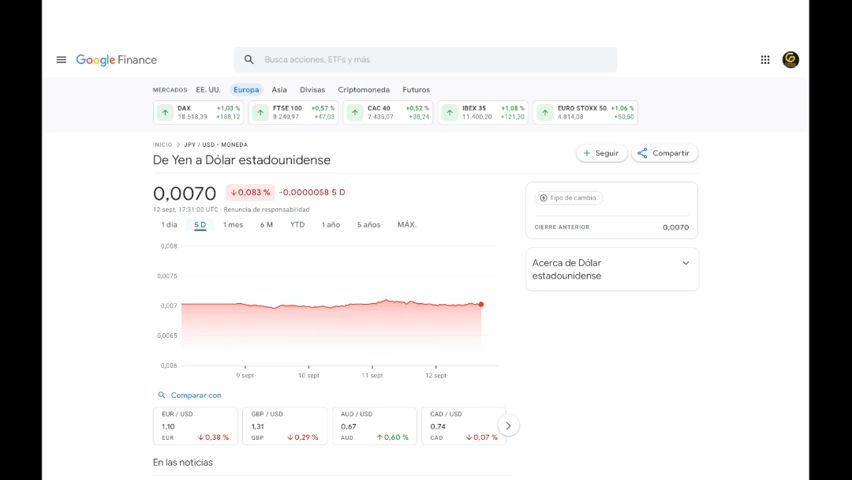 Google Finance
Busca acciones, ETFs y más
MERCADOS EE. UU. Europa Asia Divisas Criptomoneda Futuros
DAX +1,03 %
18.518,39 +188,12
FTSE 100 +0,57 %
8.240,97 +47,03
CAC 40 +0,52 %
7.435,07 +38,24
IBEX 35 +1,08 %
11.400,20 +121,30
EURO STOXX 50 +1,06 %
4.814,08 +50,50
INICIO > JPY / USD • MONEDA
De Yen a Dólar estadounidense
+ Seguir
Compartir
0,0070 ↓0,083 % -0,0000058 5 D
12 sept, 17:31:00 UTC · Renuncia de responsabilidad
1 día 5 D 1 mes 6 M YTD 1 año 5 años MÁX.
0,008
0,0075
0,007
0,0065
0,006
9 sept 10 sept 11 sept 12 sept
Tipo de cambio
CIERRE ANTERIOR 0,0070
Acerca de Dólar
estadounidense
Comparar con
EUR / USD
1,10
EUR ↓0,38 %
GBP / USD
1,31
GBP ↓0,29 %
AUD / USD
0,67
AUD ↑0,60 %
CAD / USD
0,74
CAD ↓0,07 %
En las noticias